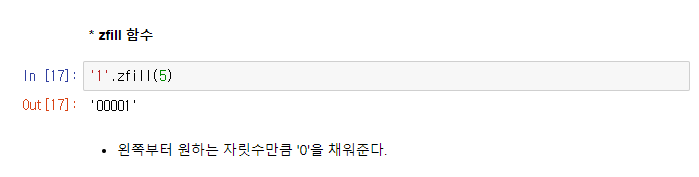 * zfill 함수
In [17]: '1'.zfill(5)
Out[17]: '00001'
• 왼쪽부터 원하는 자릿수만큼 '0'을 채워준다.